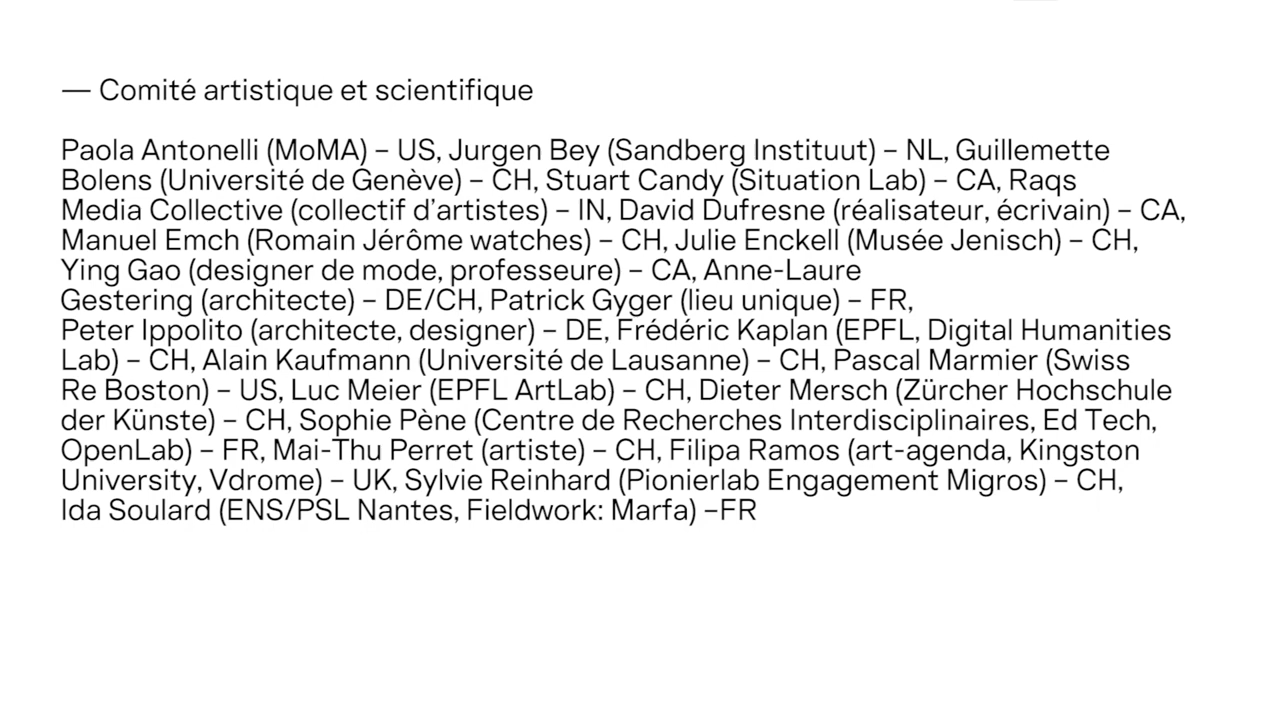 — Comité artistique et scientifique
Paola Antonelli (MoMA) – US, Jurgen Bey (Sandberg Instituut) – NL, Guillemette
Bolens (Université de Genève) – CH, Stuart Candy (Situation Lab) – CA, Raqs
Media Collective (collectif d’artistes) – IN, David Dufresne (réalisateur, écrivain) – CA,
Manuel Emch (Romain Jérôme watches) – CH, Julie Enckell (Musée Jenisch) – CH,
Ying Gao (designer de mode, professeure) – CA, Anne-Laure
Gestering (architecte) – DE/CH, Patrick Gyger (lieu unique) – FR,
Peter Ippolito (architecte, designer) – DE, Frédéric Kaplan (EPFL, Digital Humanities
Lab) – CH, Alain Kaufmann (Université de Lausanne) – CH, Pascal Marmier (Swiss
Re Boston) – US, Luc Meier (EPFL ArtLab) – CH, Dieter Mersch (Zürcher Hochschule
der Künste) – CH, Sophie Pène (Centre de Recherches Interdisciplinaires, Ed Tech,
OpenLab) – FR, Mai-Thu Perret (artiste) – CH, Filipa Ramos (art-agenda, Kingston
University, Vdrome) – UK, Sylvie Reinhard (Pionierlab Engagement Migros) – CH,
Ida Soulard (ENS/PSL Nantes, Fieldwork: Marfa) –FR